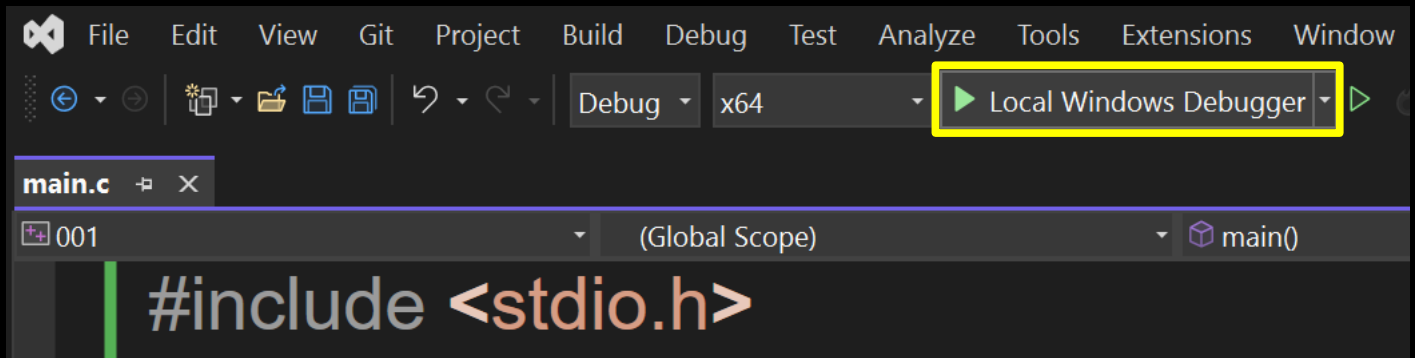 File Edit View Git Project Build Debug Test Analyze Tools Extensions Window
Debug x64 Local Windows Debugger
main.c
001 (Global Scope) main()
#include <stdio.h>